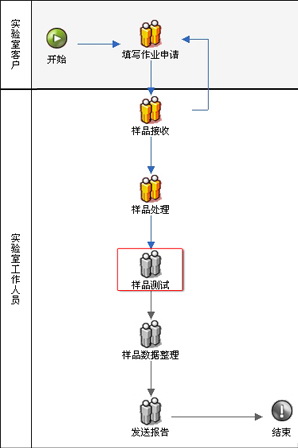 实验室客户
开始
填写作业申请
实验室工作人员
样品接收
样品处理
样品测试
样品数据整理
发送报告
结束